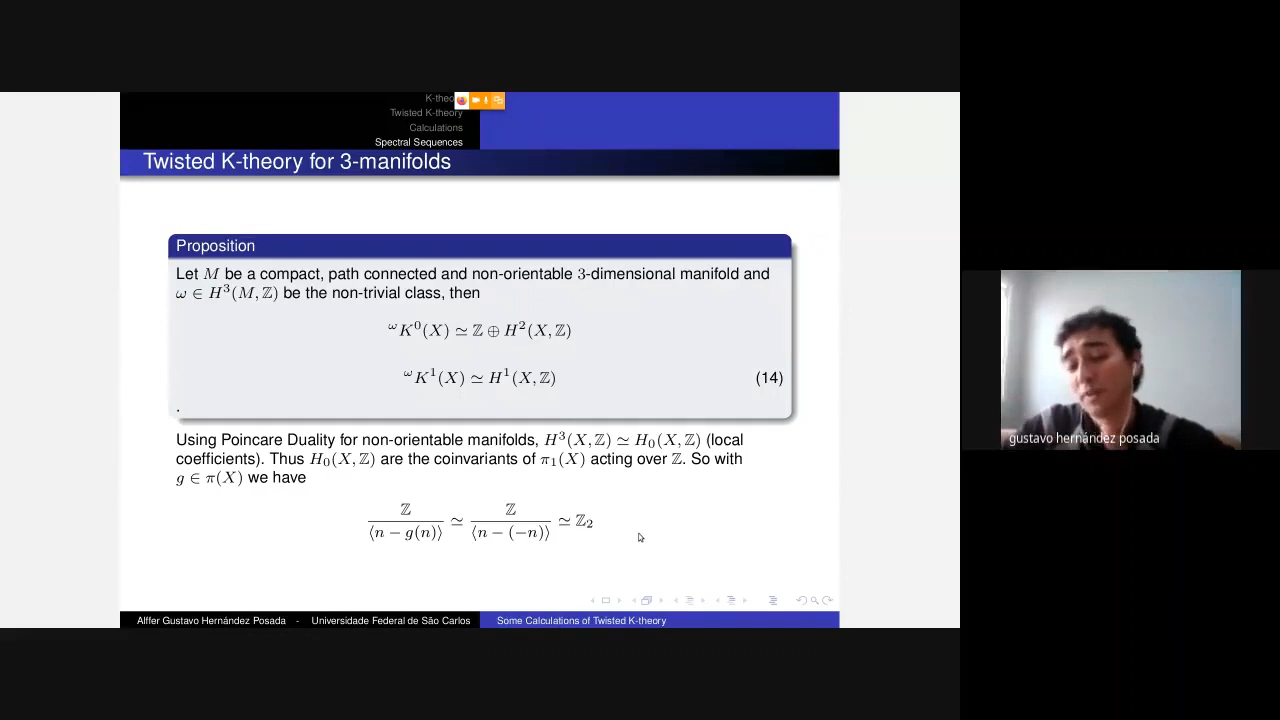 K-theo
Twisted K-theory
Calculations
Spectral Sequences
Twisted K-theory for 3-manifolds
Proposition
Let M be a compact, path connected and non-orientable 3-dimensional manifold and
ω ∈ H³(M, ℤ) be the non-trivial class, then
ωK⁰(X) ≃ ℤ ⊕ H²(X, ℤ)
ωK¹(X) ≃ H¹(X, ℤ) (14)
.
Using Poincare Duality for non-orientable manifolds, H³(X, ℤ) ≃ H₀(X, ℤ) (local
coefficients). Thus H₀(X, ℤ) are the coinvariants of π₁(X) acting over ℤ. So with
g ∈ π(X) we have
ℤ/⟨n − g(n)⟩ ≃ ℤ/⟨n − (−n)⟩ ≃ ℤ₂
Alffer Gustavo Hernández Posada - Universidade Federal de São Carlos
Some Calculations of Twisted K-theory
gustavo hernández posada